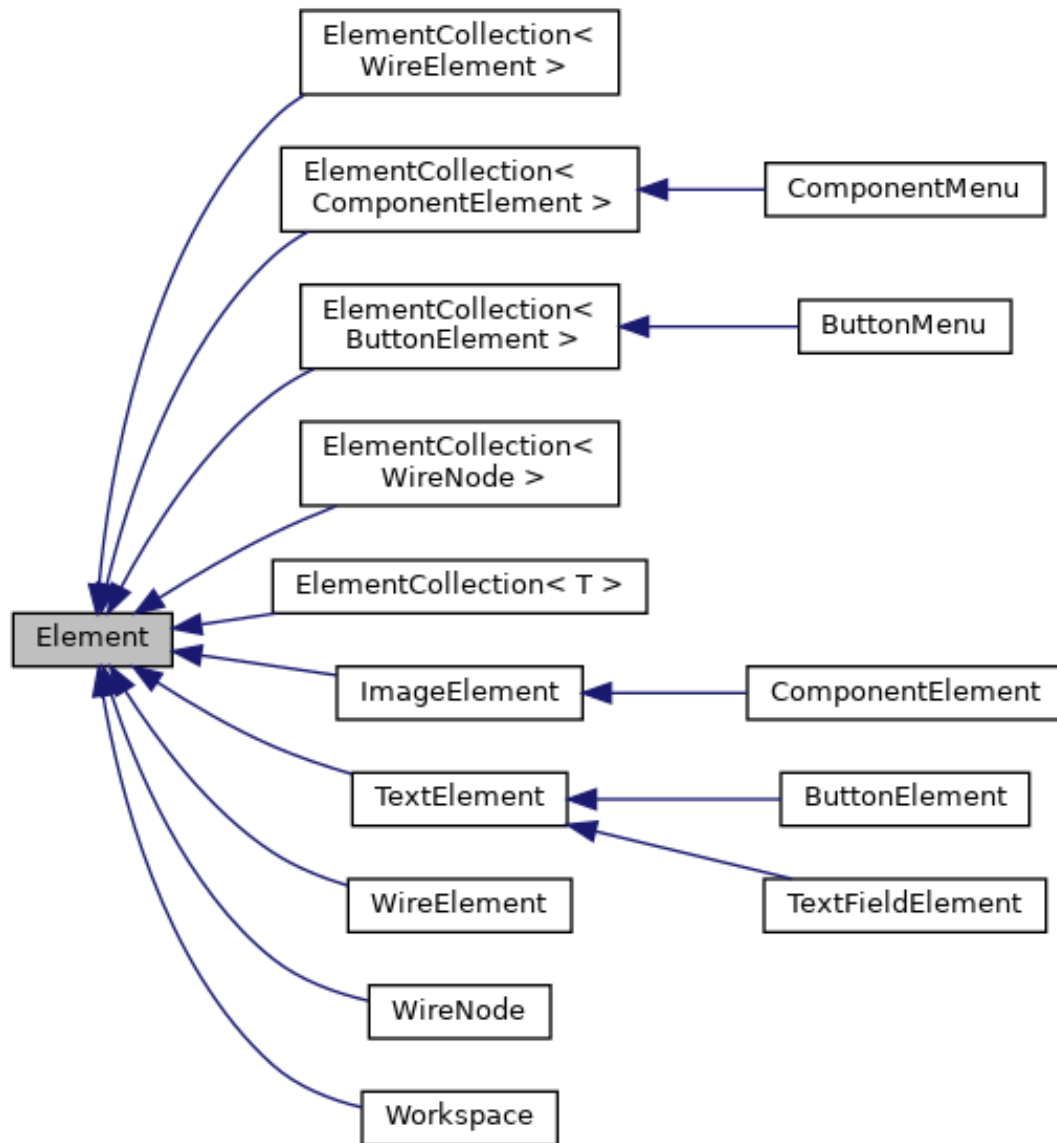 ElementCollection<
WireElement >
ElementCollection<
ComponentElement >
ComponentMenu
ElementCollection<
ButtonElement >
ButtonMenu
ElementCollection<
WireNode >
ElementCollection< T >
Element
ImageElement
ComponentElement
TextElement
ButtonElement
WireElement
TextFieldElement
WireNode
Workspace